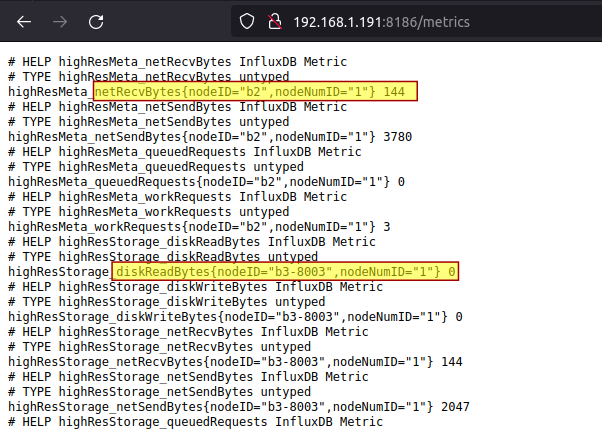 192.168.1.191:8186/metrics
# HELP highResMeta_netRecvBytes InfluxDB Metric
# TYPE highResMeta_netRecvBytes untyped
highResMeta_netRecvBytes{nodeID="b2",nodeNumID="1"} 144
# HELP highResMeta_netSendBytes InfluxDB Metric
# TYPE highResMeta_netSendBytes untyped
highResMeta_netSendBytes{nodeID="b2",nodeNumID="1"} 3780
# HELP highResMeta_queuedRequests InfluxDB Metric
# TYPE highResMeta_queuedRequests untyped
highResMeta_queuedRequests{nodeID="b2",nodeNumID="1"} 0
# HELP highResMeta_workRequests InfluxDB Metric
# TYPE highResMeta_workRequests untyped
highResMeta_workRequests{nodeID="b2",nodeNumID="1"} 3
# HELP highResStorage_diskReadBytes InfluxDB Metric
# TYPE highResStorage_diskReadBytes untyped
highResStorage_diskReadBytes{nodeID="b3-8003",nodeNumID="1"} 0
# HELP highResStorage_diskWriteBytes InfluxDB Metric
# TYPE highResStorage_diskWriteBytes untyped
highResStorage_diskWriteBytes{nodeID="b3-8003",nodeNumID="1"} 0
# HELP highResStorage_netRecvBytes InfluxDB Metric
# TYPE highResStorage_netRecvBytes untyped
highResStorage_netRecvBytes{nodeID="b3-8003",nodeNumID="1"} 144
# HELP highResStorage_netSendBytes InfluxDB Metric
# TYPE highResStorage_netSendBytes untyped
highResStorage_netSendBytes{nodeID="b3-8003",nodeNumID="1"} 2047
# HELP highResStorage_queuedRequests InfluxDB Metric